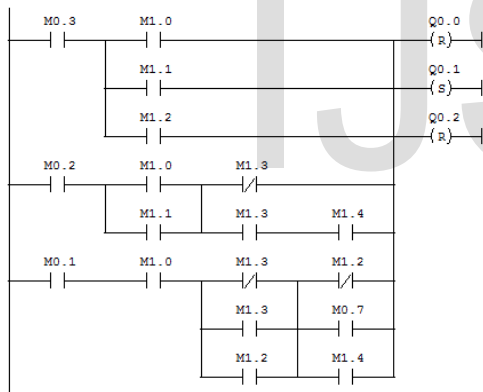 M0.3 M1.0 Q0.0
(R)
M1.1 Q0.1
(S)
M1.2 Q0.2
(R)
M0.2 M1.0 M1.3
M1.1 M1.3 M1.4
M0.1 M1.0 M1.3 M1.2
M1.3 M0.7
M1.2 M1.4
IJS